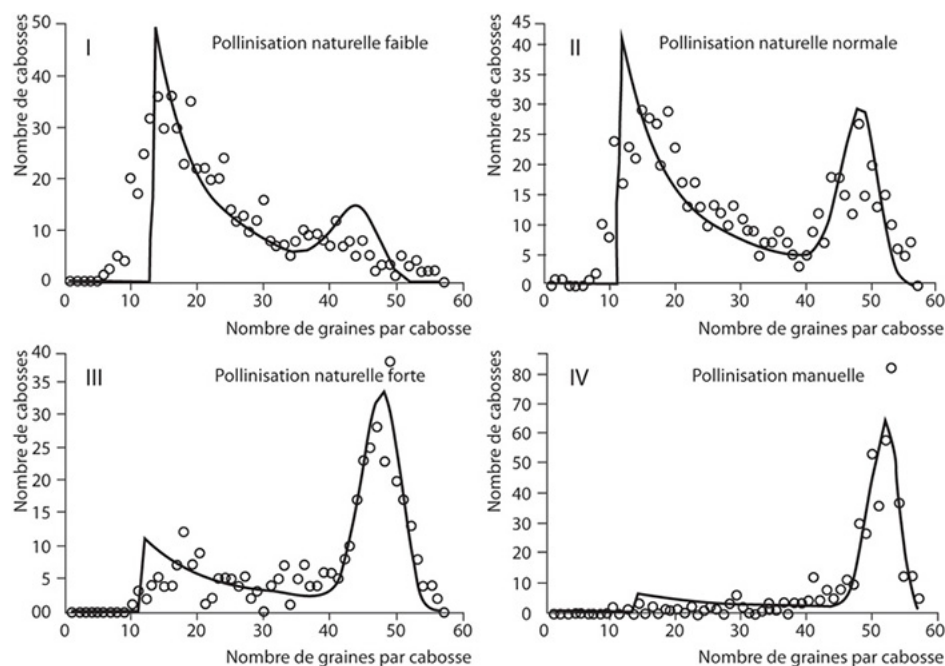 Nombre de cabosses
50
40
30
20
10
0
I
Pollinisation naturelle faible
0 10 20 30 40 50 60
Nombre de graines par cabosse
Nombre de cabosses
45
40
35
30
25
20
15
10
5
0
II
Pollinisation naturelle normale
0 10 20 30 40 50 60
Nombre de graines par cabosse
Nombre de cabosses
40
35
30
25
20
15
10
5
00
III
Pollinisation naturelle forte
0 10 20 30 40 50 60
Nombre de graines par cabosse
Nombre de cabosses
80
70
60
50
40
30
20
10
0
IV
Pollinisation manuelle
0 10 20 30 40 50 60
Nombre de graines par cabosse